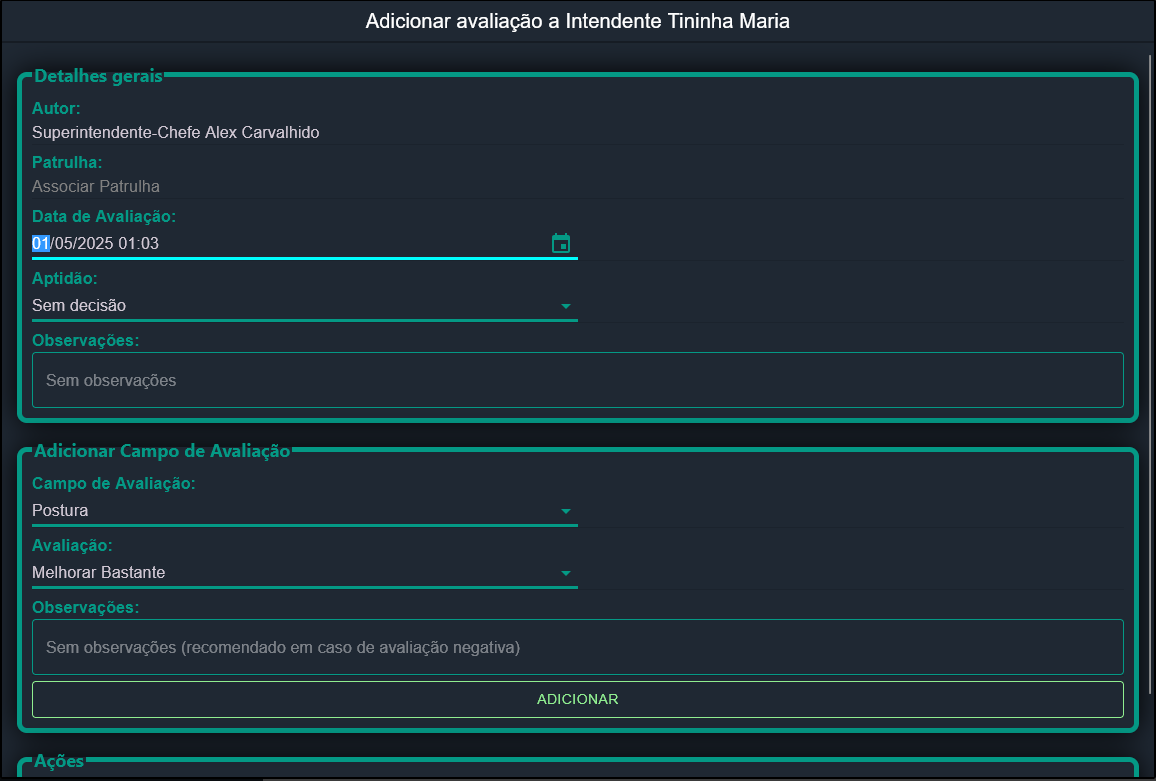 Adicionar avaliação a Intendente Tininha Maria
Detalhes gerais
Autor:
Superintendente-Chefe Alex Carvalhido
Patrulha:
Associar Patrulha
Data de Avaliação:
01/05/2025 01:03
Aptidão:
Sem decisão
Observações:
Sem observações
Adicionar Campo de Avaliação
Campo de Avaliação:
Postura
Avaliação:
Melhorar Bastante
Observações:
Sem observações (recomendado em caso de avaliação negativa)
ADICIONAR
Ações